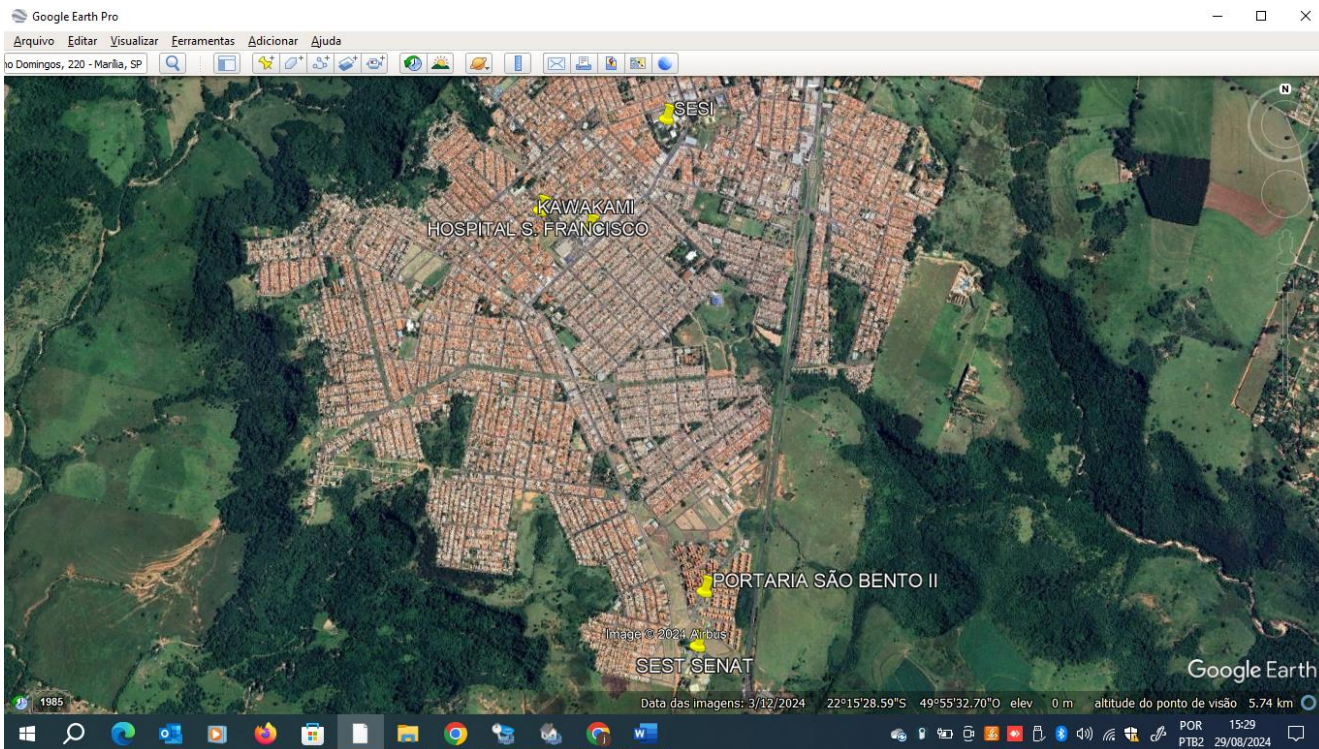 Google Earth Pro
Arquivo Editar Visualizar Ferramentas Adicionar Ajuda
no Domingos, 220 - Marília, SP
N
SESI
KAWAKAMI
HOSPITAL S. FRANCISCO
PORTARIA SÃO BENTO II
Image © 2024 Airbus
SEST SENAT
Google Earth
1985
Data das imagens: 3/12/2024 22°15'28.59"S 49°55'32.70"O elev 0 m altitude do ponto de visão 5.74 km
POR 15:29
PTB2 29/08/2024